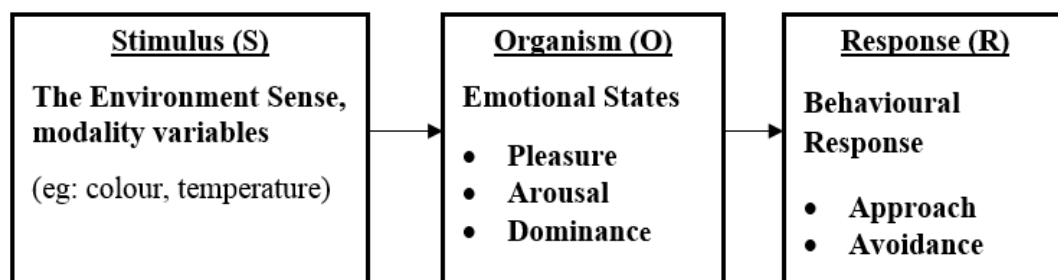 Stimulus (S)
The Environment Sense,
modality variables
(eg: colour, temperature)
Organism (O)
Emotional States
• Pleasure
• Arousal
• Dominance
Response (R)
Behavioural
Response
• Approach
• Avoidance